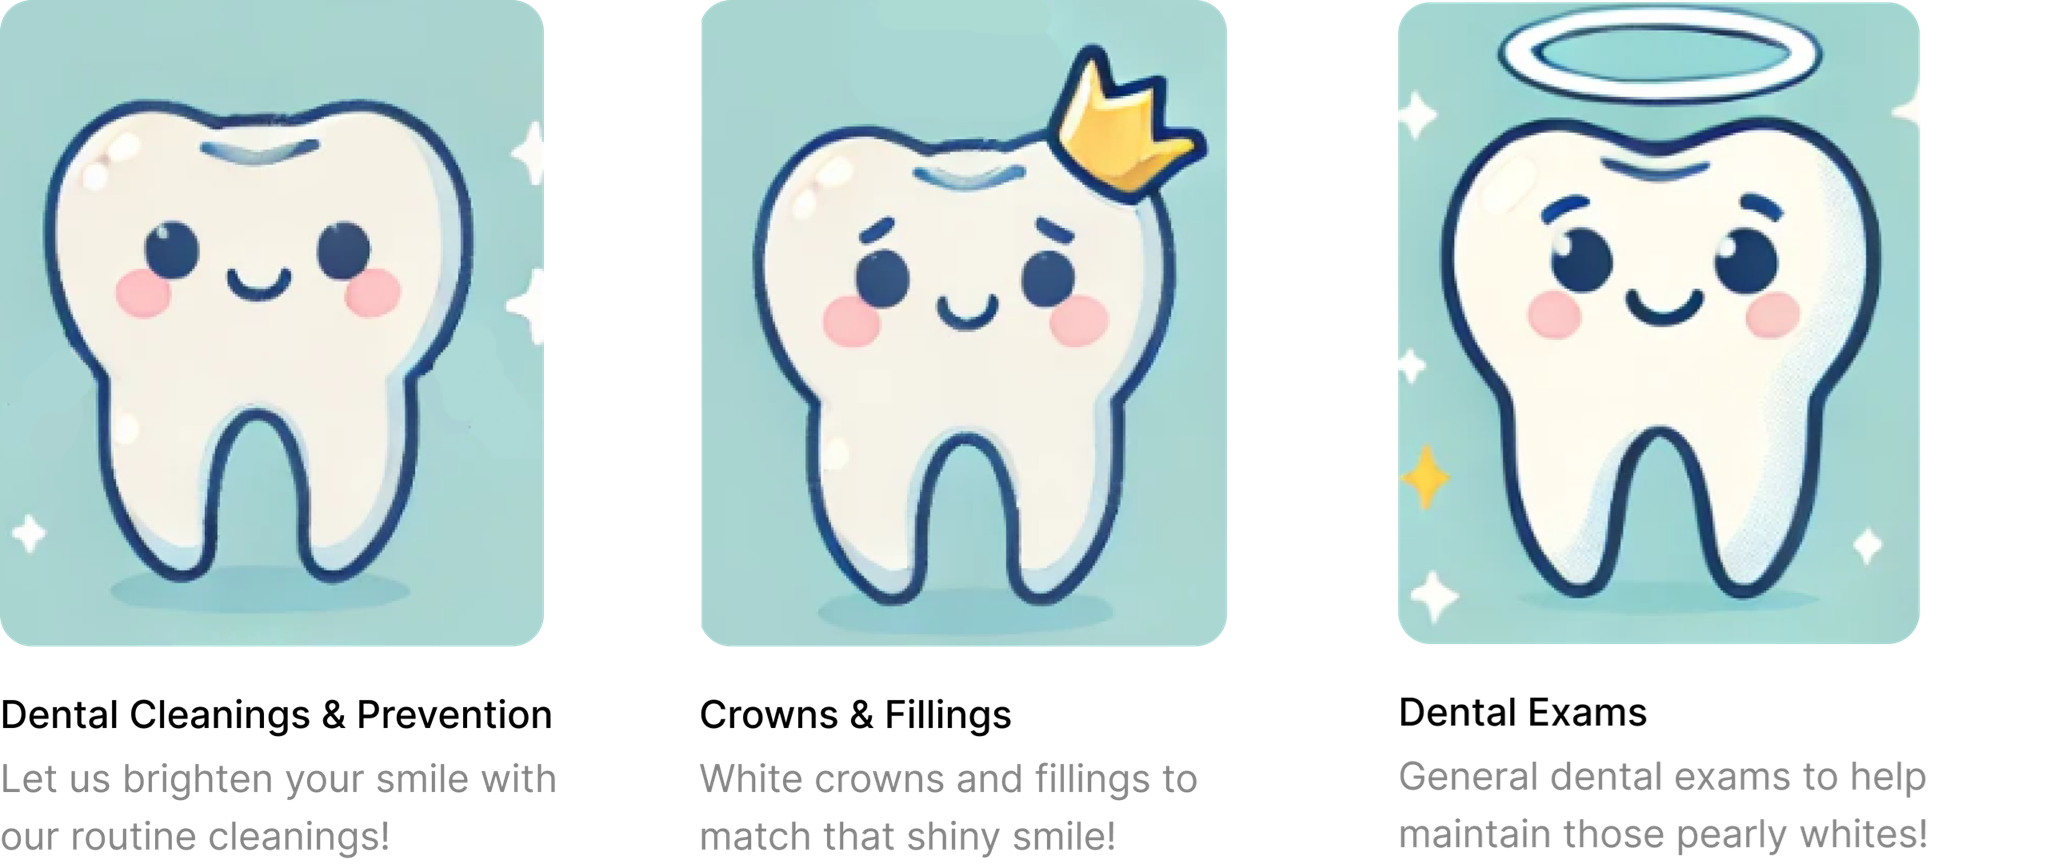 Dental Cleanings & Prevention
Let us brighten your smile with
our routine cleanings!
Crowns & Fillings
White crowns and fillings to
match that shiny smile!
Dental Exams
General dental exams to help
maintain those pearly whites!